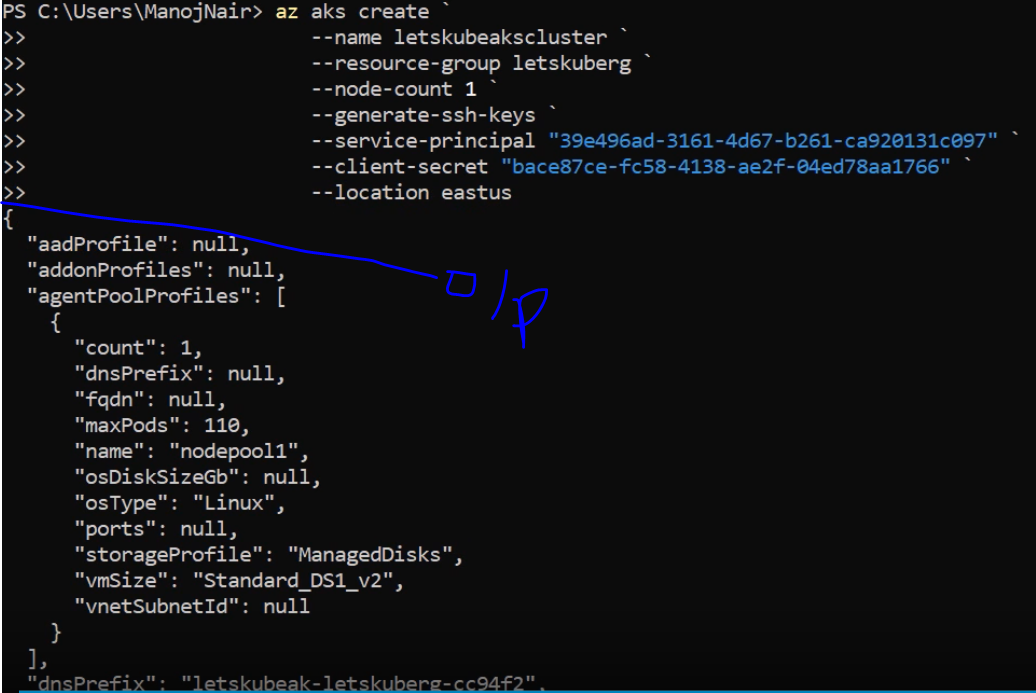 PS C:\Users\ManojNair> az aks create `
>> --name letskubeakscluster `
>> --resource-group letskuberg `
>> --node-count 1 `
>> --generate-ssh-keys `
>> --service-principal "39e496ad-3161-4d67-b261-ca920131c097" `
>> --client-secret "bace87ce-fc58-4138-ae2f-04ed78aa1766" `
>> --location eastus
{
"aadProfile": null,
"addonProfiles": null,
"agentPoolProfiles": [
o/p
{
"count": 1,
"dnsPrefix": null,
"fqdn": null,
"maxPods": 110,
"name": "nodepool1",
"osDiskSizeGb": null,
"osType": "Linux",
"ports": null,
"storageProfile": "ManagedDisks",
"vmSize": "Standard_DS1_v2",
"vnetSubnetId": null
}
],
"dnsPrefix": "letskubeak-letskuberg-cc94f2",